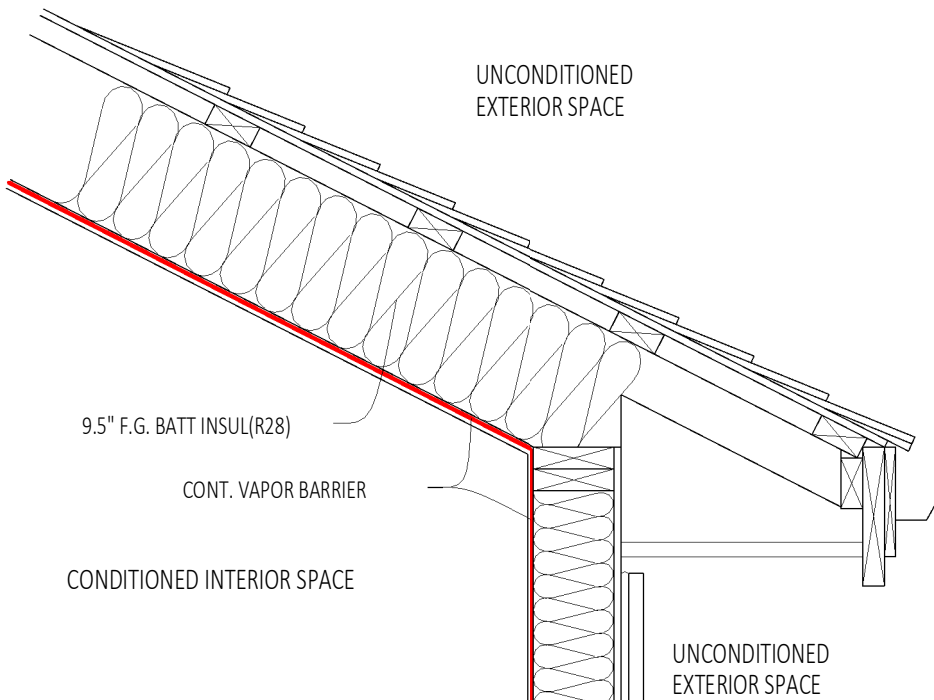 UNCONDITIONED
EXTERIOR SPACE
9.5" F.G. BATT INSUL(R28)
CONT. VAPOR BARRIER
CONDITIONED INTERIOR SPACE
UNCONDITIONED
EXTERIOR SPACE